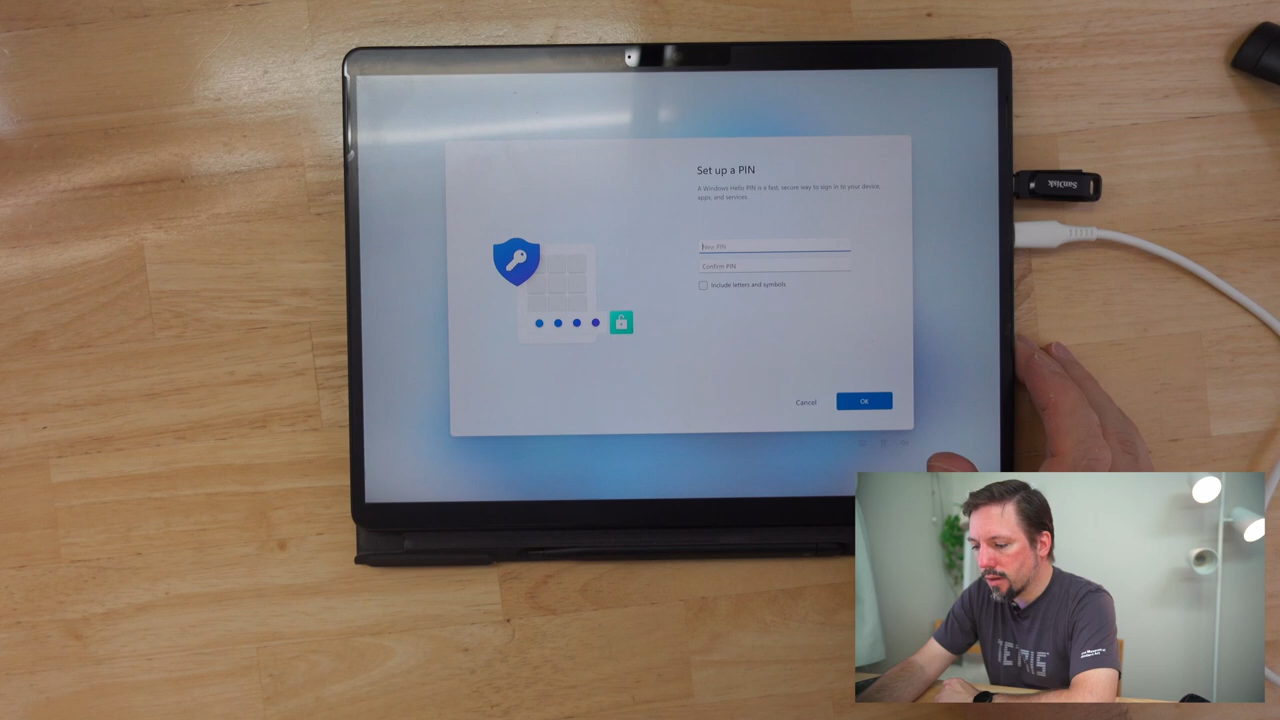 Set up a PIN
A Windows Hello PIN is a fast, secure way to sign in to your device,
apps, and services.
New PIN
Confirm PIN
Include letters and symbols
Cancel
OK
SanDisk
TETRIS